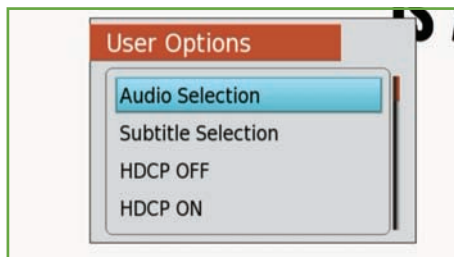 User Options
Audio Selection
Subtitle Selection
HDCP OFF
HDCP ON